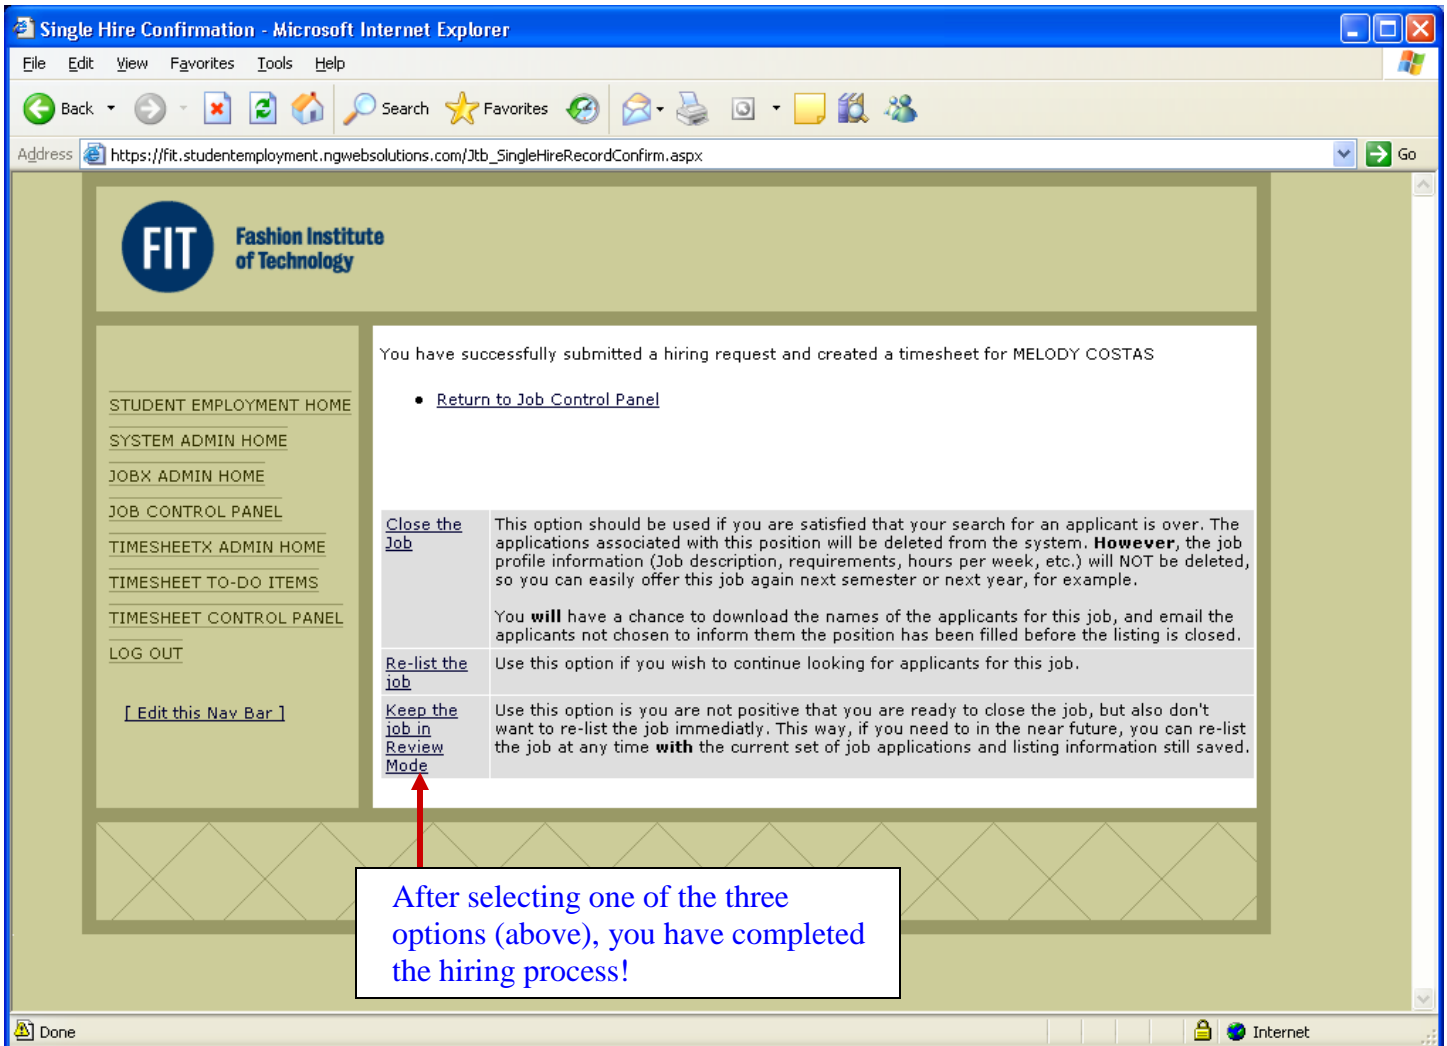 Single Hire Confirmation - Microsoft Internet Explorer
File Edit View Favorites Tools Help
Back Search Favorites
Address https://fit.studentemployment.ngwebsolutions.com/Jtb_SingleHireRecordConfirm.aspx Go
FIT
Fashion Institute
of Technology
You have successfully submitted a hiring request and created a timesheet for MELODY COSTAS
• Return to Job Control Panel
STUDENT EMPLOYMENT HOME
SYSTEM ADMIN HOME
JOBX ADMIN HOME
JOB CONTROL PANEL
TIMESHEETX ADMIN HOME
TIMESHEET TO-DO ITEMS
TIMESHEET CONTROL PANEL
LOG OUT
[ Edit this Nav Bar ]
Close the
Job
This option should be used if you are satisfied that your search for an applicant is over. The
applications associated with this position will be deleted from the system. However, the job
profile information (Job description, requirements, hours per week, etc.) will NOT be deleted,
so you can easily offer this job again next semester or next year, for example.
You will have a chance to download the names of the applicants for this job, and email the
applicants not chosen to inform them the position has been filled before the listing is closed.
Re-list the
job
Use this option if you wish to continue looking for applicants for this job.
Keep the
job in
Review
Mode
Use this option is you are not positive that you are ready to close the job, but also don't
want to re-list the job immediatly. This way, if you need to in the near future, you can re-list
the job at any time with the current set of job applications and listing information still saved.
After selecting one of the three
options (above), you have completed
the hiring process!
Done Internet